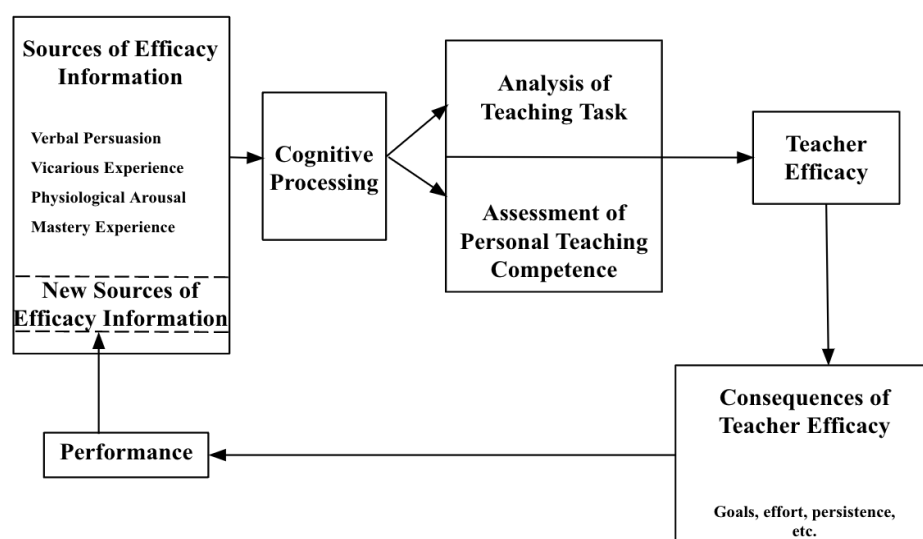 Sources of Efficacy
Information
Verbal Persuasion
Vicarious Experience
Physiological Arousal
Mastery Experience
New Sources of
Efficacy Information
Cognitive
Processing
Analysis of
Teaching Task
Assessment of
Personal Teaching
Competence
Teacher
Efficacy
Consequences of
Teacher Efficacy
Goals, effort, persistence,
etc.
Performance